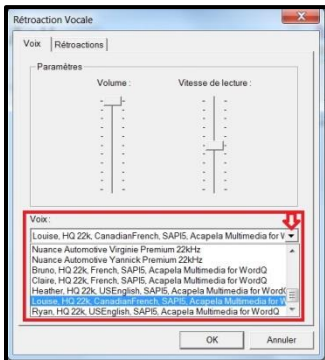 Rétroaction Vocale
Voix
Rétroactions
Paramètres
Volume :
Vitesse de lecture :
Voix:
Louise, HQ 22k, CanadianFrench, SAPI5, Acapela Multimedia for W
Nuance Automotive Virginie Premium 22kHz
Nuance Automotive Yannick Premium 22kHz
Bruno, HQ 22k, French, SAPI5, Acapela Multimedia for WordQ
Claire, HQ 22k, French, SAPI5, Acapela Multimedia for WordQ
Heather, HQ 22k, USEnglish, SAPI5, Acapela Multimedia for WordQ
Louise, HQ 22k, CanadianFrench, SAPI5, Acapela Multimedia for
Ryan, HQ 22k, USEnglish, SAPI5, Acapela Multimedia for WordQ
OK
Annuler